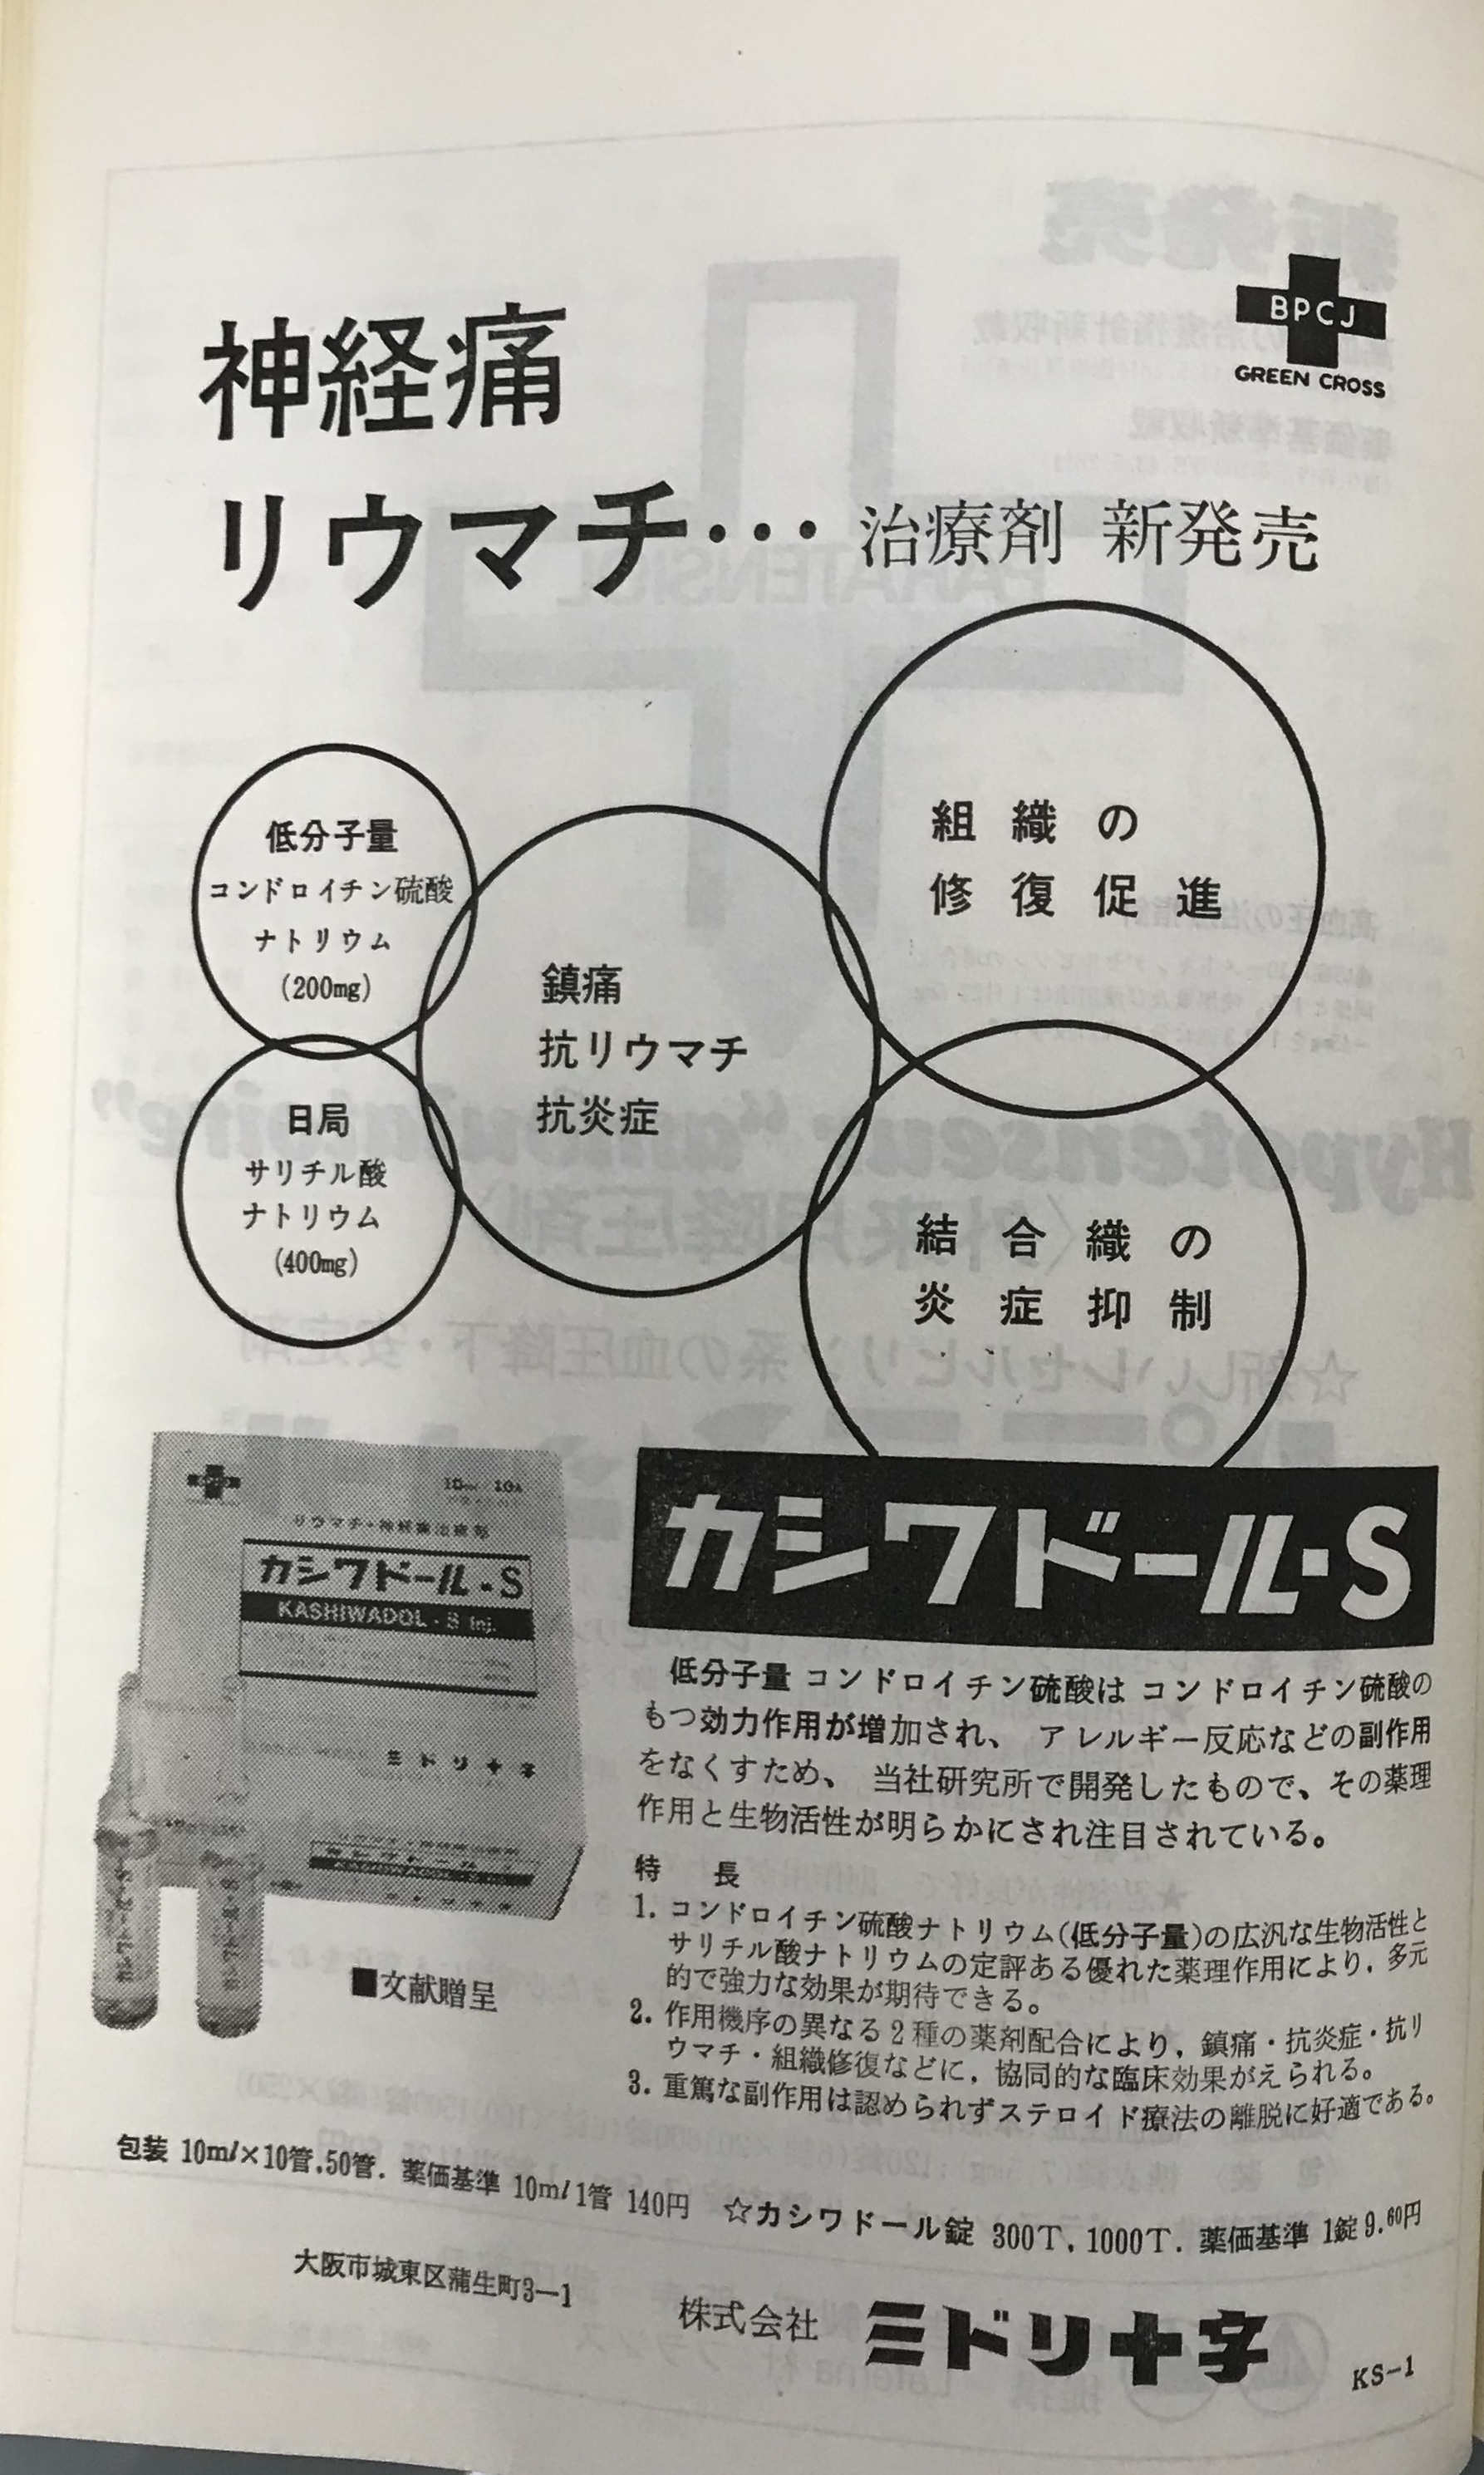 BPCJ
GREEN CROSS
神経痛
リウマチ･･･治療剤 新発売
低分子量
コンドロイチン硫酸
ナトリウム
(200mg)
日局
サリチル酸
ナトリウム
(400mg)
鎮痛
抗リウマチ
抗炎症
組織の
修復促進
結合織の
炎症抑制
10A
リウマチ・神経痛治療剤
カシワドール・S
KASHIWADOL・S Inj.
ミドリ十字
カシワドール・S
低分子量 コンドロイチン硫酸は コンドロイチン硫酸の
もつ効力作用が増加され、 アレルギー反応などの副作用
をなくすため、 当社研究所で開発したもので、その薬理
作用と生物活性が明らかにされ注目されている。
特 長
1. コンドロイチン硫酸ナトリウム(低分子量)の広汎な生物活性と
サリチル酸ナトリウムの定評ある優れた薬理作用により，多元
的で強力な効果が期待できる。
2. 作用機序の異なる2種の薬剤配合により，鎮痛・抗炎症・抗リ
ウマチ・組織修復などに，協同的な臨床効果がえられる。
3. 重篤な副作用は認められずステロイド療法の離脱に好適である。
■文献贈呈
包装 10ml×10管.50管. 薬価基準 10ml1管 140円 ☆カシワドール錠 300T, 1000T. 薬価基準 1錠9.60円
大阪市城東区蒲生町3―1
株式会社 ミドリ十字
KS-1